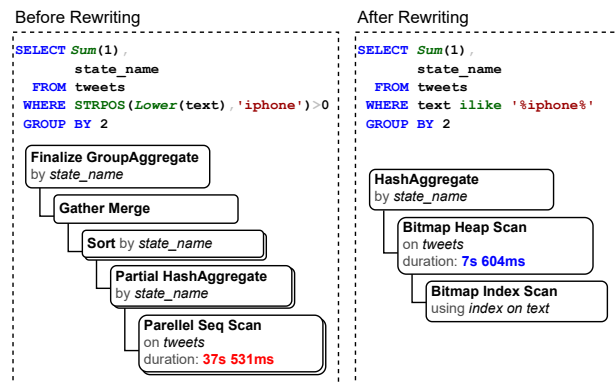 Before Rewriting
SELECT Sum(1),
state_name
FROM tweets
WHERE STRPOS(Lower(text),'iphone')>0
GROUP BY 2
Finalize GroupAggregate
by state_name
Gather Merge
Sort by state_name
Partial HashAggregate
by state_name
Parellel Seq Scan
on tweets
duration: 37s 531ms
After Rewriting
SELECT Sum(1),
state_name
FROM tweets
WHERE text ilike '%iphone%'
GROUP BY 2
HashAggregate
by state_name
Bitmap Heap Scan
on tweets
duration: 7s 604ms
Bitmap Index Scan
using index on text